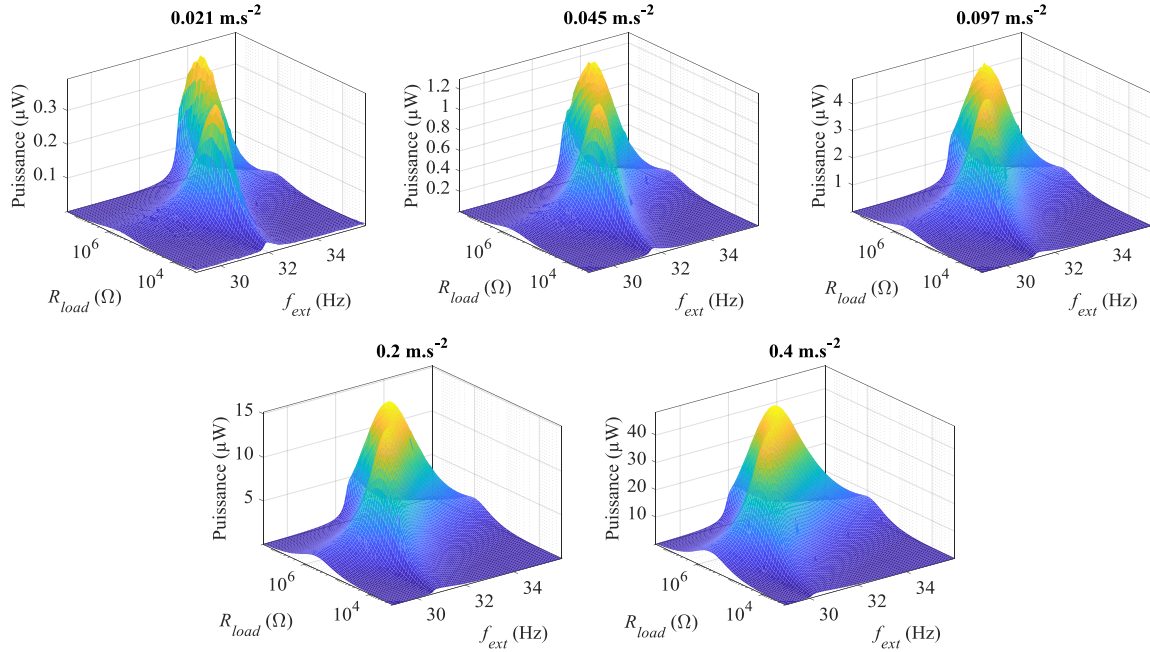 0.021 m.s-2
Puissance (µW)
0.3
0.2
0.1
10^6
10^4
R_load (Ω)
30
32
34
f_ext (Hz)
0.045 m.s-2
Puissance (µW)
1.2
1
0.8
0.6
0.4
0.2
10^6
10^4
R_load (Ω)
30
32
34
f_ext (Hz)
0.097 m.s-2
Puissance (µW)
4
3
2
1
10^6
10^4
R_load (Ω)
30
32
34
f_ext (Hz)
0.2 m.s-2
Puissance (µW)
15
10
5
10^6
10^4
R_load (Ω)
30
32
34
f_ext (Hz)
0.4 m.s-2
Puissance (µW)
40
30
20
10
10^6
10^4
R_load (Ω)
30
32
34
f_ext (Hz)